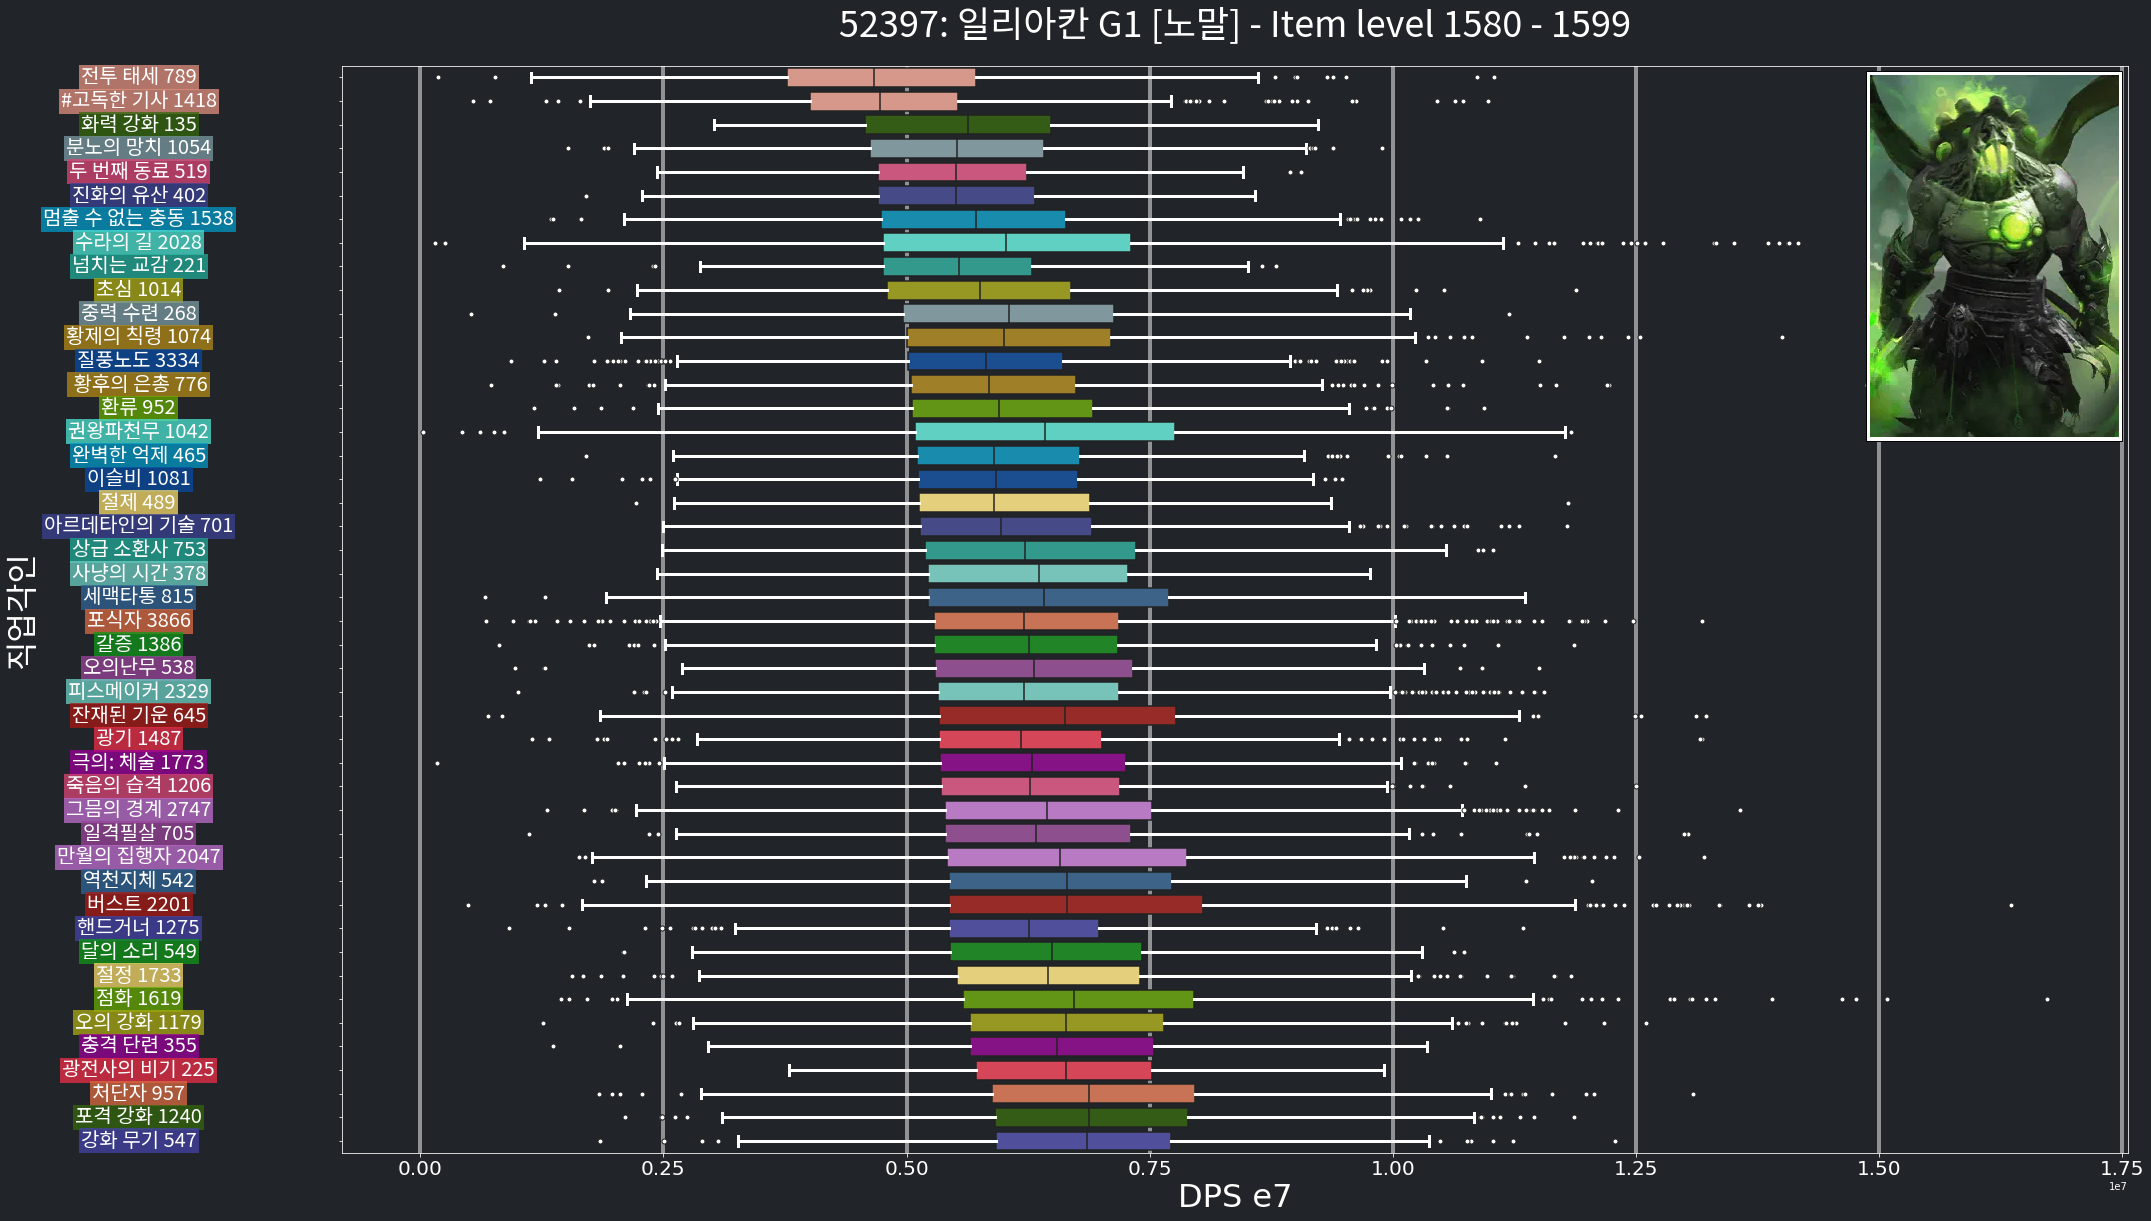 52397: 일리아칸 G1 [노말] - Item level 1580 - 1599
전투 태세 789
#고독한 기사 1418
화력 강화 135
분노의 망치 1054
두 번째 동료 519
진화의 유산 402
멈출 수 없는 충동 1538
수라의 길 2028
넘치는 교감 221
초심 1014
중력 수련 268
황제의 칙령 1074
질풍노도 3334
황후의 은총 776
환류 952
권왕파천무 1042
완벽한 억제 465
이슬비 1081
절제 489
아르데타인의 기술 701
상급 소환사 753
사냥의 시간 378
세맥타통 815
포식자 3866
갈증 1386
오의난무 538
피스메이커 2329
잔재된 기운 645
광기 1487
극의: 체술 1773
죽음의 습격 1206
그믐의 경계 2747
일격필살 705
만월의 집행자 2047
역천지체 542
버스트 2201
핸드거너 1275
달의 소리 549
절정 1733
점화 1619
오의 강화 1179
충격 단련 355
광전사의 비기 225
처단자 957
포격 강화 1240
강화 무기 547
직업각인
0.00 0.25 0.50 0.75 1.00 1.25 1.50 1.75
1e7
DPS e7